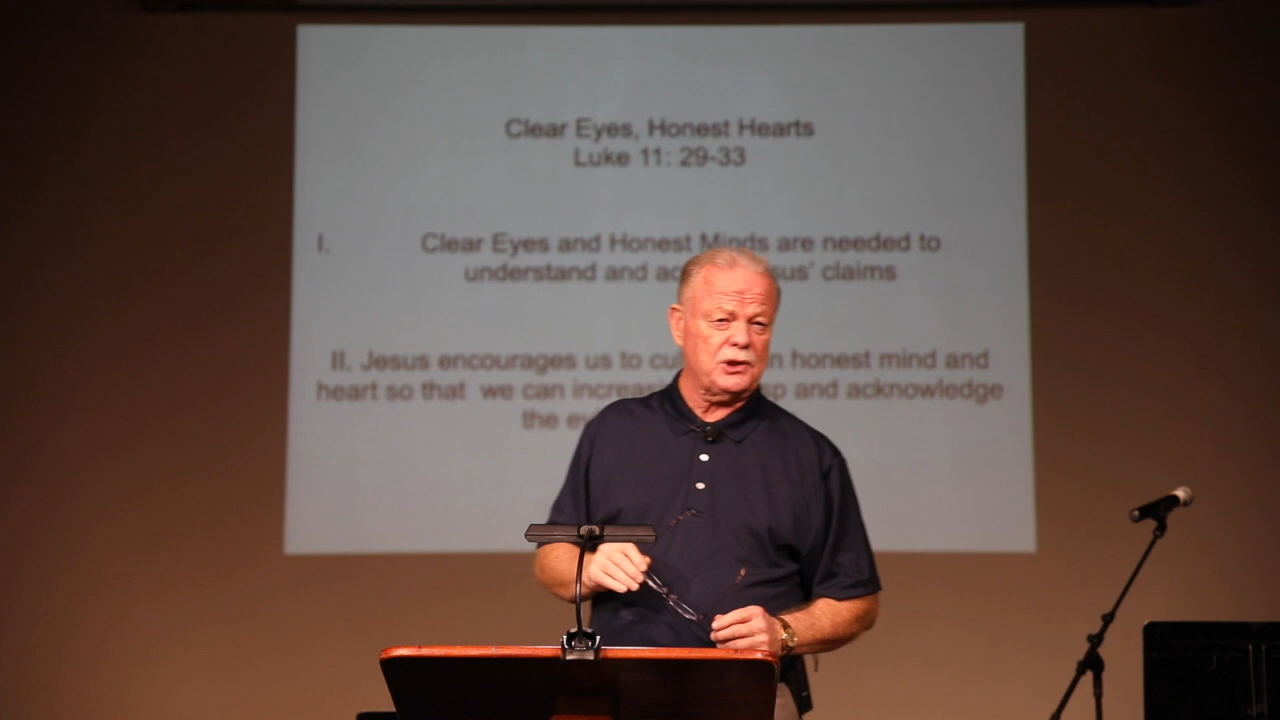 Clear Eyes, Honest Hearts
Luke 11: 29-33
I. Clear Eyes and Honest Minds are needed to
understand and sus' claims
II. Jesus encourages us to honest mind and
heart so that we can and acknowledge
the